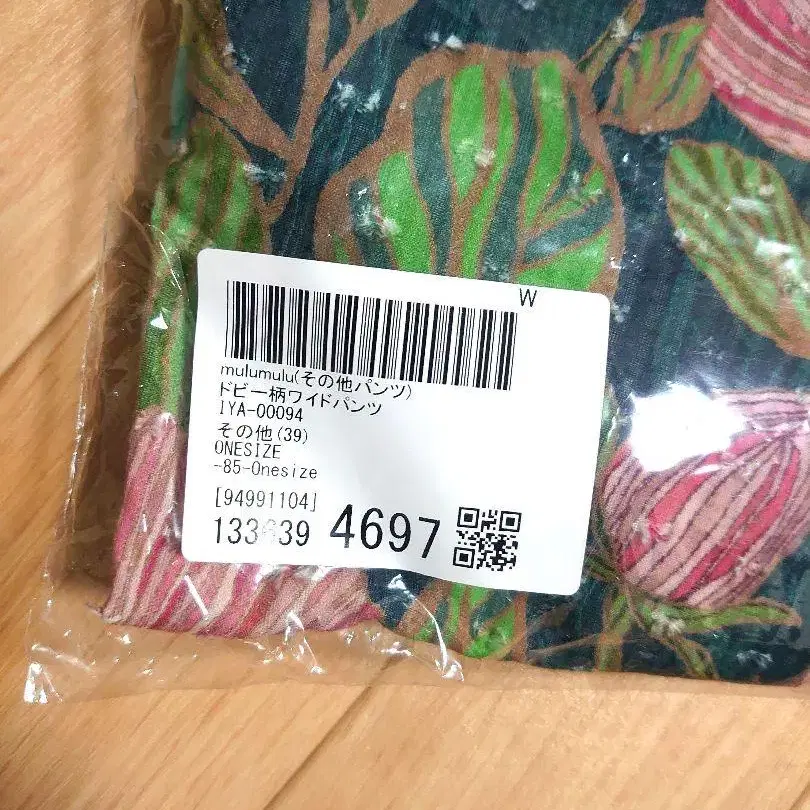 W
mulumulu(その他パンツ)
ドビー柄ワイドパンツ
IYA-00094
その他(39)
ONESIZE
-85-Onesize
[94991104]
133639 4697